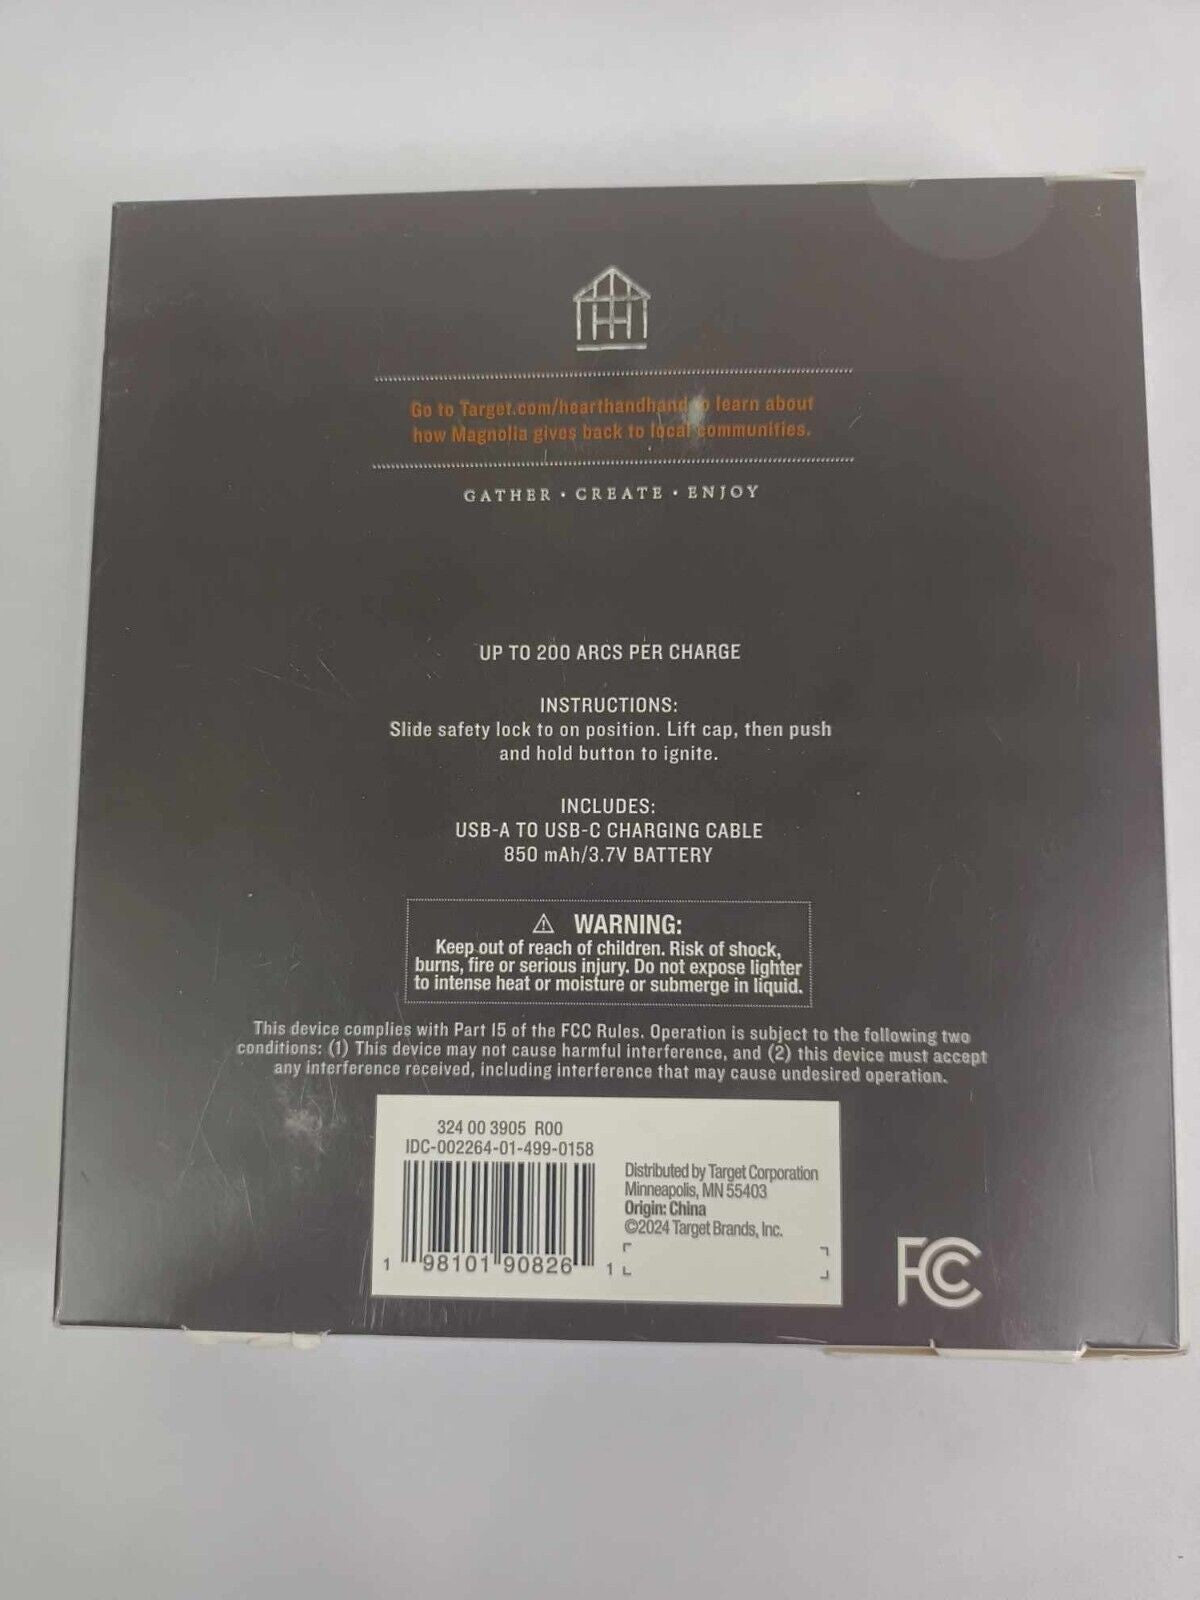 Go to Target.com/hearthandhand to learn about
how Magnolia gives back to local communities.
GATHER • CREATE • ENJOY
UP TO 200 ARCS PER CHARGE
INSTRUCTIONS:
Slide safety lock to on position. Lift cap, then push
and hold button to ignite.
INCLUDES:
USB-A TO USB-C CHARGING CABLE
850 mAh/3.7V BATTERY
⚠ WARNING:
Keep out of reach of children. Risk of shock,
burns, fire or serious injury. Do not expose lighter
to intense heat or moisture or submerge in liquid.
This device complies with Part 15 of the FCC Rules. Operation is subject to the following two
conditions: (1) This device may not cause harmful interference, and (2) this device must accept
any interference received, including interference that may cause undesired operation.
324 00 3905 R00
IDC-002264-01-499-0158
1 98101 90826 1
Distributed by Target Corporation
Minneapolis, MN 55403
Origin: China
©2024 Target Brands, Inc.
FC